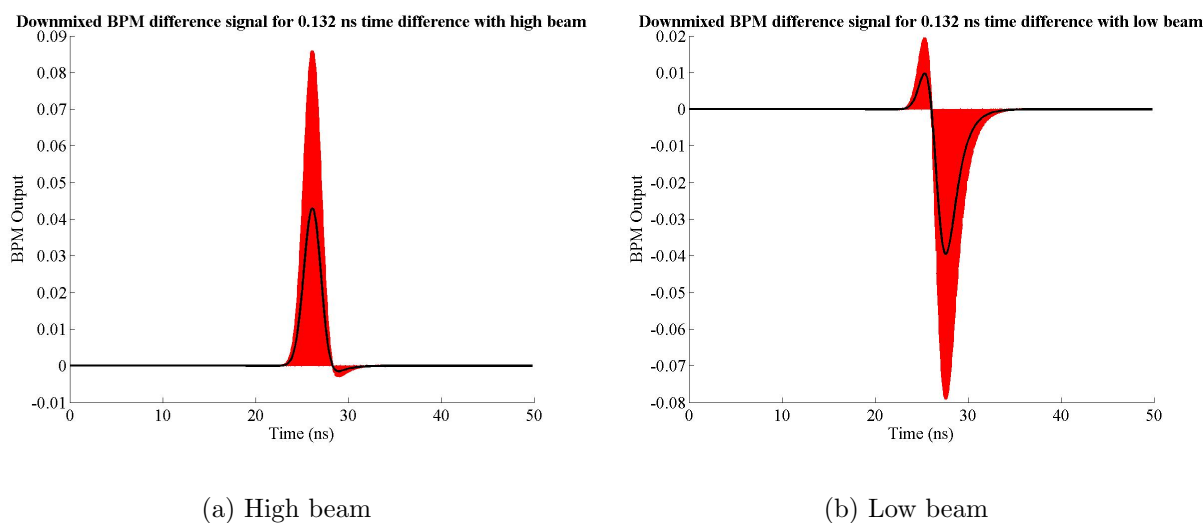 Downmixed BPM difference signal for 0.132 ns time difference with high beam
0.09
0.08
0.07
0.06
0.05
0.04
0.03
0.02
0.01
0
-0.01
BPM Output
0 10 20 30 40 50
Time (ns)
(a) High beam
Downmixed BPM difference signal for 0.132 ns time difference with low beam
0.02
0.01
0
-0.01
-0.02
-0.03
-0.04
-0.05
-0.06
-0.07
-0.08
BPM Output
0 10 20 30 40 50
Time (ns)
(b) Low beam